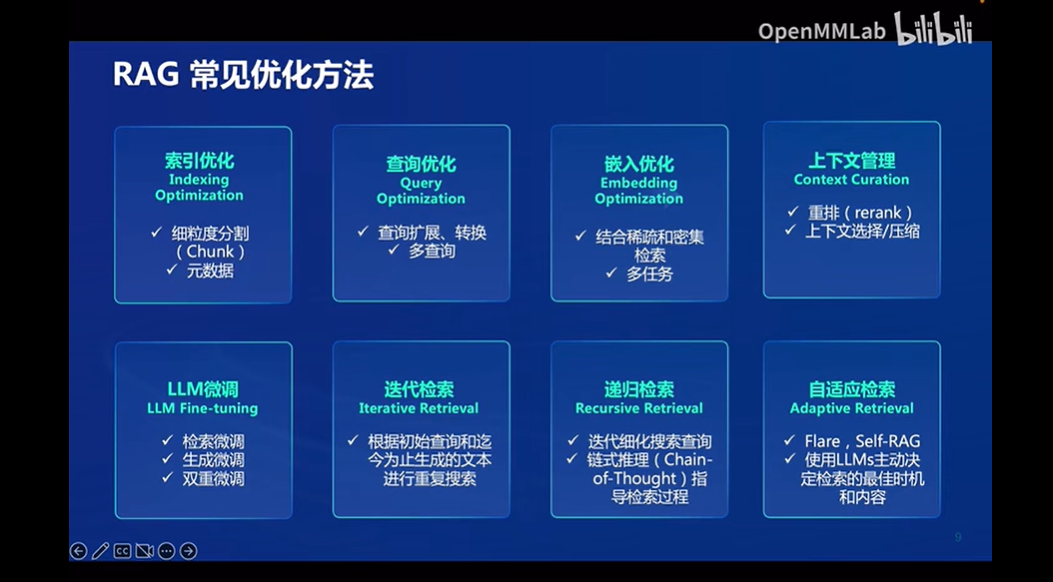 OpenMMLab bilibili
RAG 常见优化方法
索引优化
Indexing
Optimization
✓ 细粒度分割
（Chunk）
✓ 元数据
查询优化
Query
Optimization
✓ 查询扩展、转换
✓ 多查询
嵌入优化
Embedding
Optimization
✓ 结合稀疏和密集
检索
✓ 多任务
上下文管理
Context Curation
✓ 重排（rerank）
✓ 上下文选择/压缩
LLM微调
LLM Fine-tuning
✓ 检索微调
✓ 生成微调
✓ 双重微调
迭代检索
Iterative Retrieval
✓ 根据初始查询和迄
今为止生成的文本
进行重复搜索
递归检索
Recursive Retrieval
✓ 迭代细化搜索查询
✓ 链式推理（Chain-
of-Thought）指
导检索过程
自适应检索
Adaptive Retrieval
✓ Flare，Self-RAG
✓ 使用LLMs主动决
定检索的最佳时机
和内容
9
CC